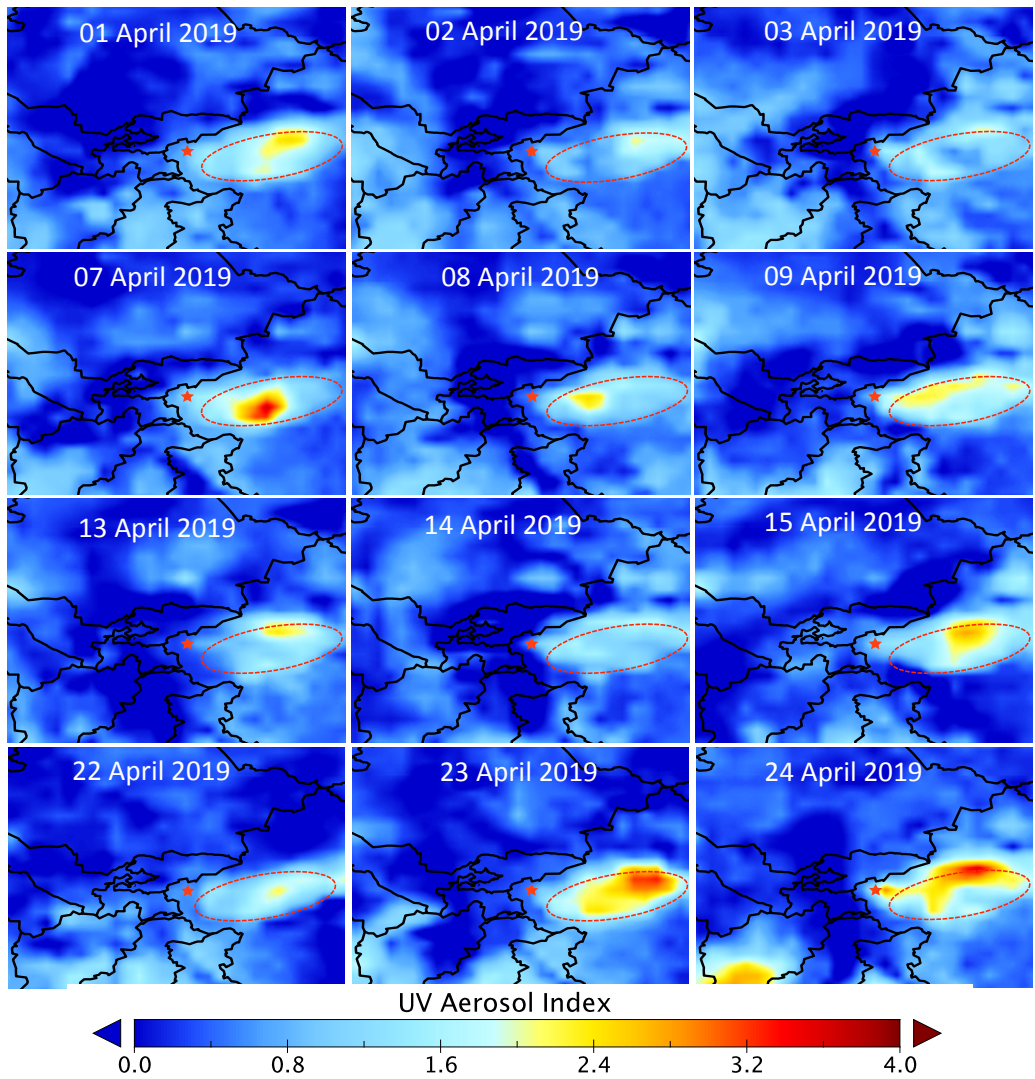 01 April 2019
02 April 2019
03 April 2019
07 April 2019
08 April 2019
09 April 2019
13 April 2019
14 April 2019
15 April 2019
22 April 2019
23 April 2019
24 April 2019
UV Aerosol Index
0.0 0.8 1.6 2.4 3.2 4.0